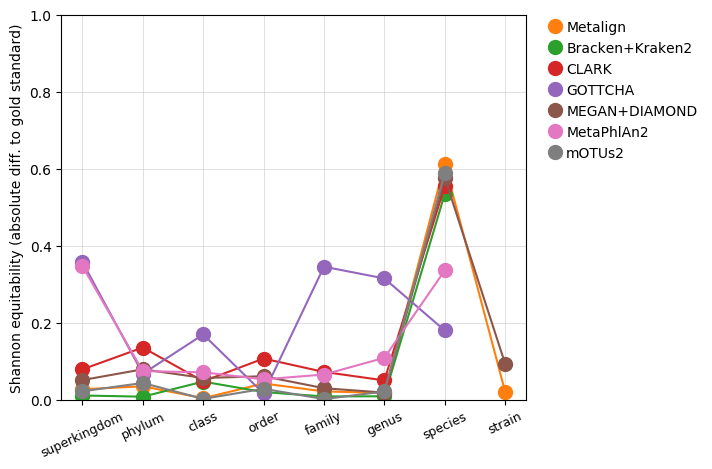 1.0
0.8
0.6
0.4
0.2
0.0
Shannon equitability (absolute diff. to gold standard)
superkingdom
phylum
class
order
family
genus
species
strain
Metalign
Bracken+Kraken2
CLARK
GOTTCHA
MEGAN+DIAMOND
MetaPhlAn2
mOTUs2